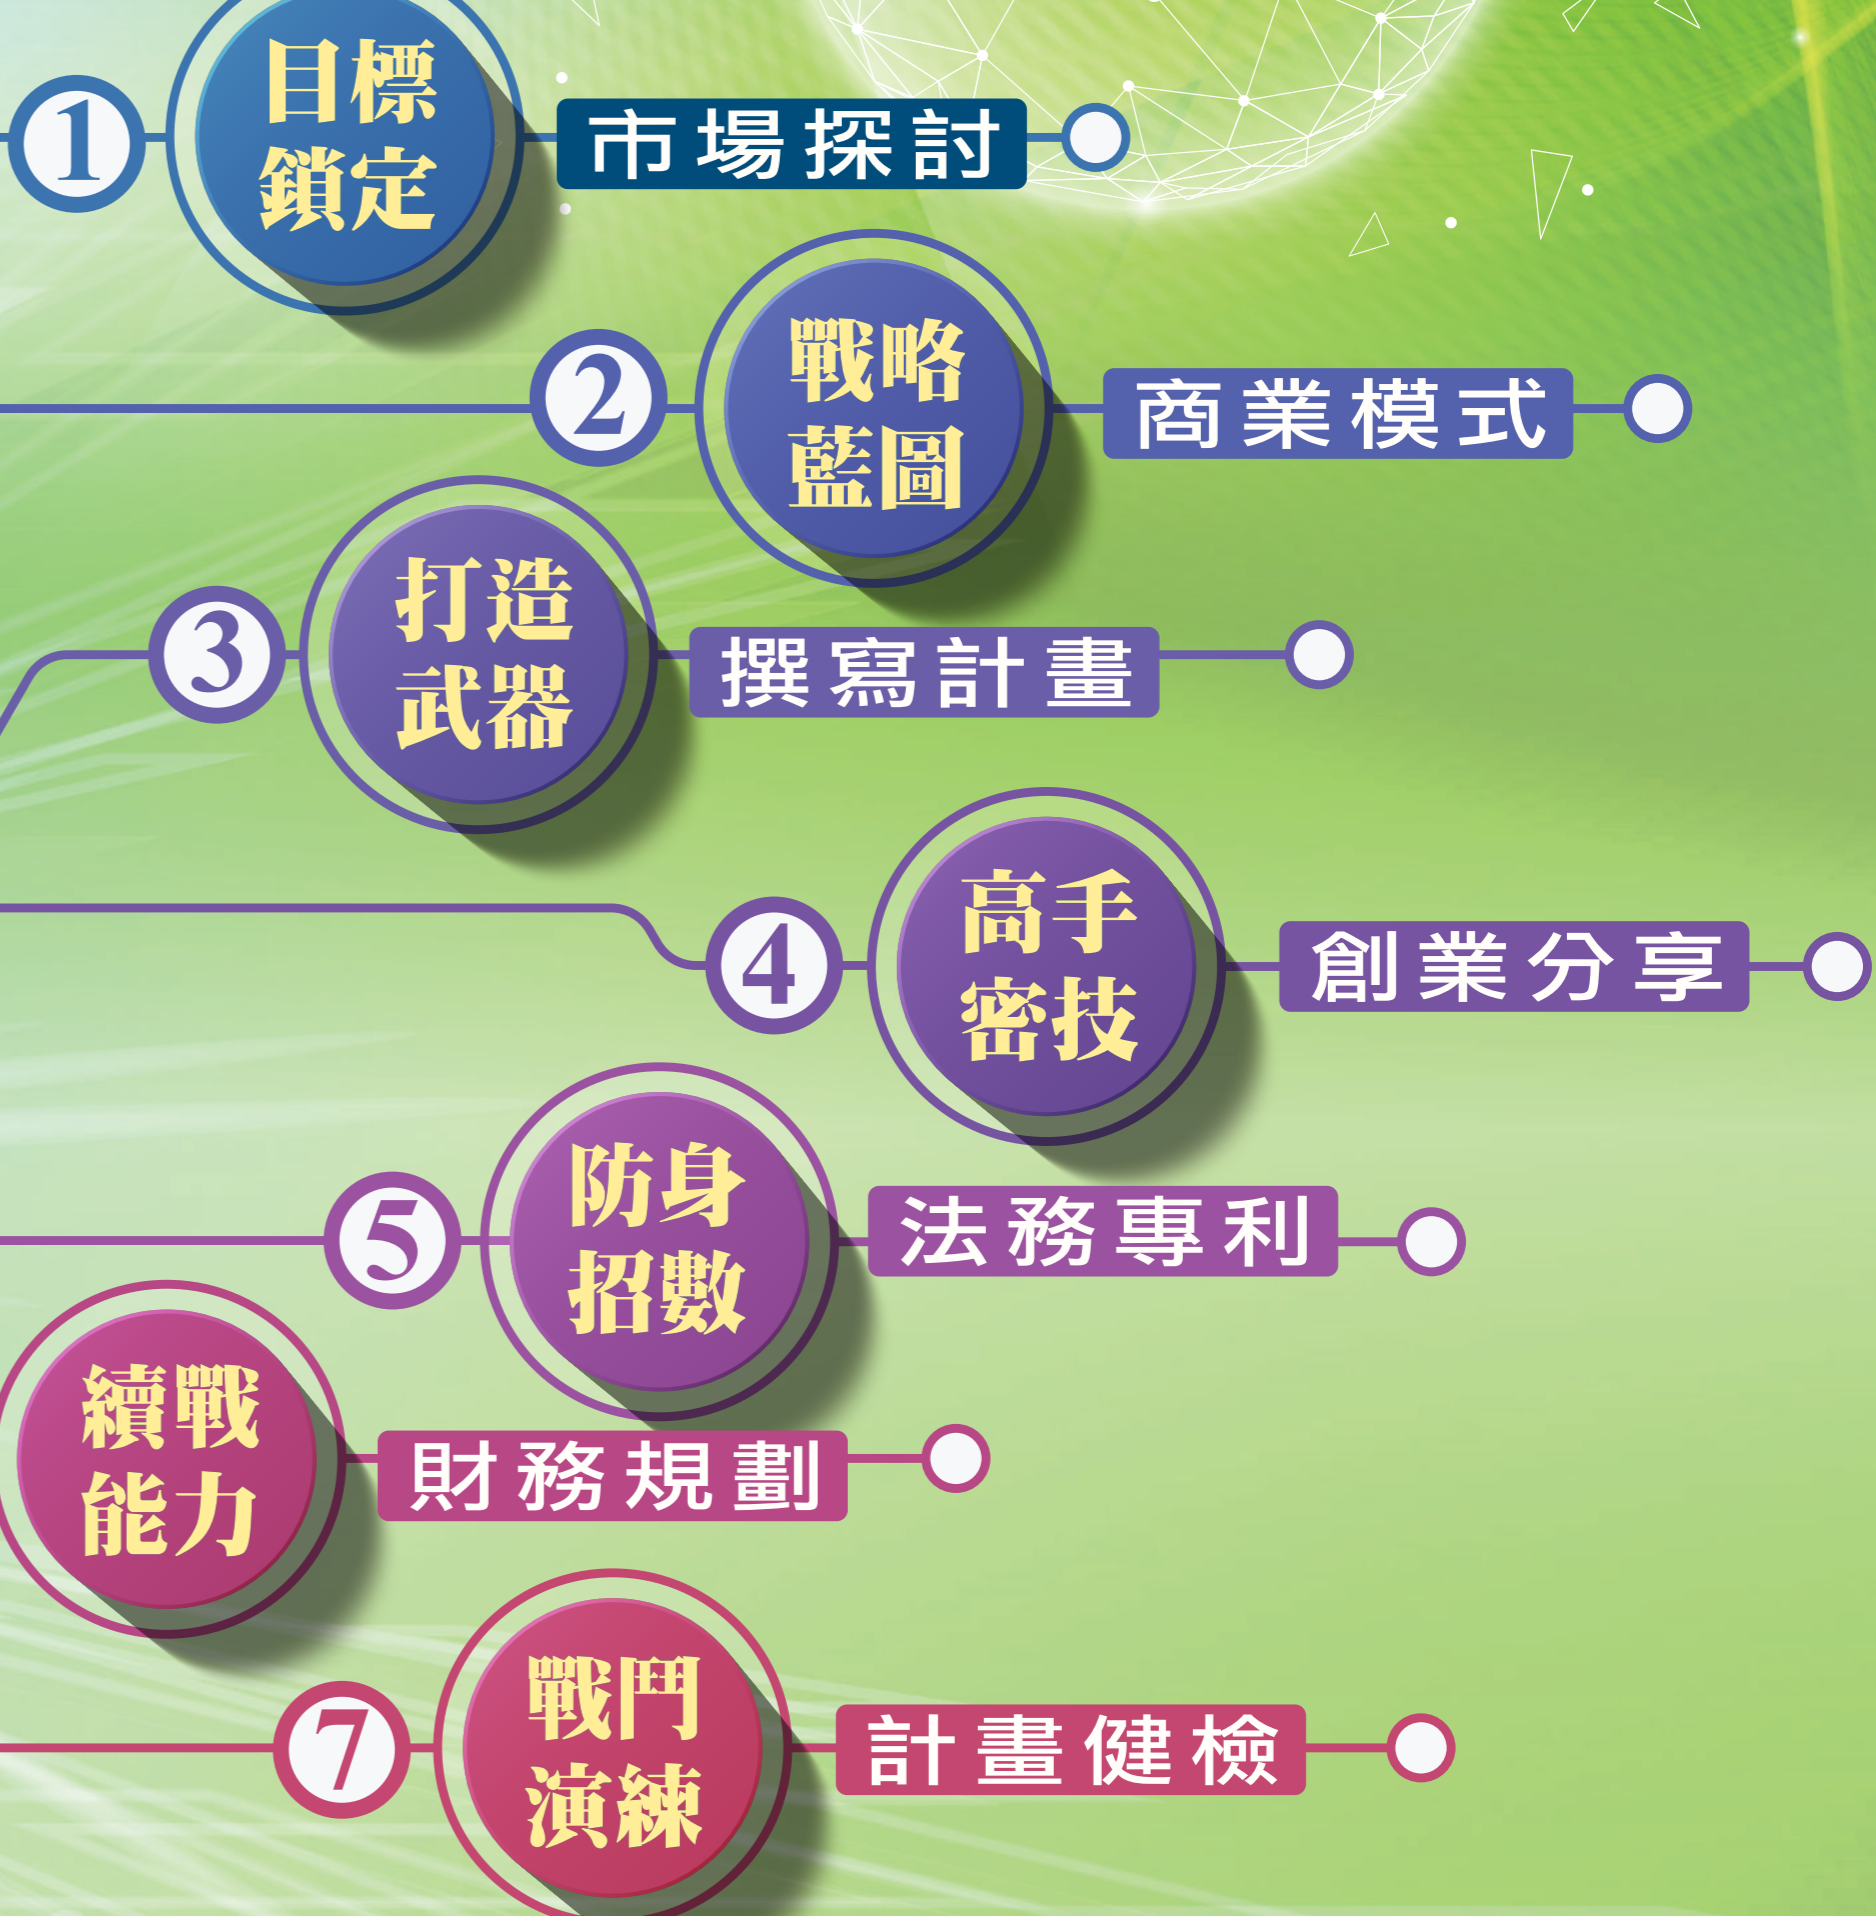 1
目標
鎖定
市場探討
2
戰略
藍圖
商業模式
3
打造
武器
撰寫計畫
4
高手
密技
創業分享
5
防身
招數
法務專利
續戰
能力
財務規劃
7
戰鬥
演練
計畫健檢